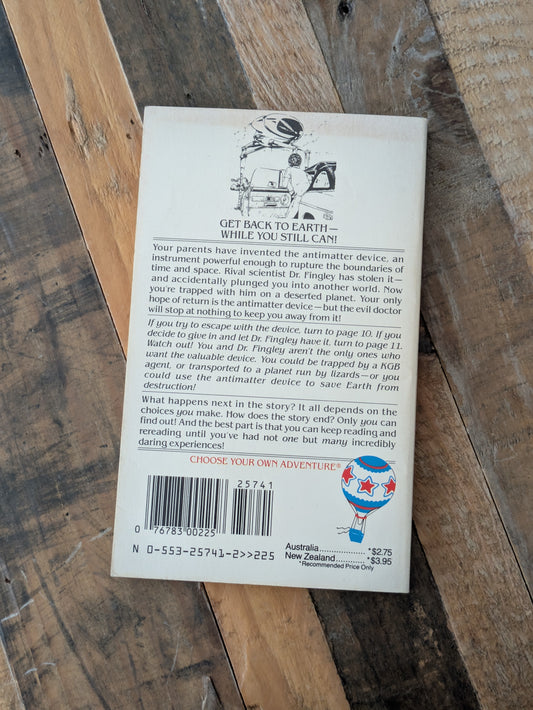 GET BACK TO EARTH—
WHILE YOU STILL CAN!
Your parents have invented the antimatter device, an
instrument powerful enough to rupture the boundaries of
time and space. Rival scientist Dr. Fingley has stolen it—
and accidentally plunged you into another world. Now
you're trapped with him on a deserted planet. Your only
hope of return is the antimatter device—but the evil doctor
will stop at nothing to keep you away from it!
If you try to escape with the device, turn to page 10. If you
decide to give in and let Dr. Fingley have it, turn to page 11.
Watch out! You and Dr. Fingley aren't the only ones who
want the valuable device. You could be trapped by a KGB
agent, or transported to a planet run by lizards—or you
could use the antimatter device to save Earth from
destruction!
What happens next in the story? It all depends on the
choices you make. How does the story end? Only you can
find out! And the best part is that you can keep reading and
rereading until you've had not one but many incredibly
daring experiences!
CHOOSE YOUR OWN ADVENTURE®
25741
0 76783 00225
N 0-553-25741-2>>225
Australia.................*$2.75
New Zealand............*$3.95
*Recommended Price Only